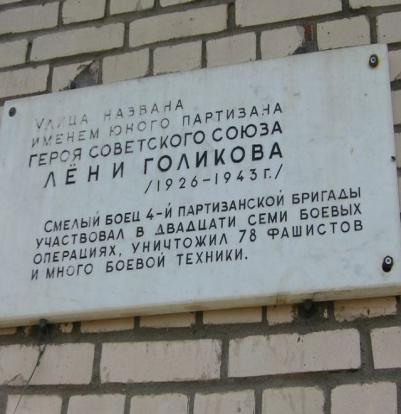 УЛИЦА НАЗВАНА
ИМЕНЕМ ЮНОГО ПАРТИЗАНА
ГЕРОЯ СОВЕТСКОГО СОЮЗА
ЛЁНИ ГОЛИКОВА
/1926-1943 г./
СМЕЛЫЙ БОЕЦ 4-Й ПАРТИЗАНСКОЙ БРИГАДЫ
УЧАСТВОВАЛ В ДВАДЦАТИ СЕМИ БОЕВЫХ
ОПЕРАЦИЯХ, УНИЧТОЖИЛ 78 ФАШИСТОВ
И МНОГО БОЕВОЙ ТЕХНИКИ.